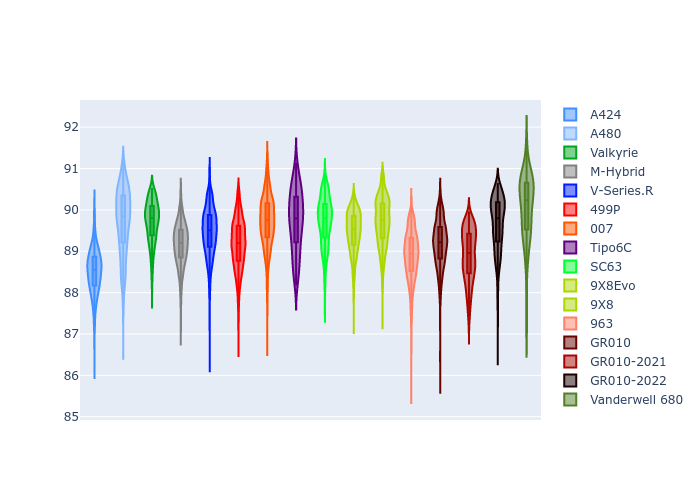 92
91
90
89
88
87
86
85
A424
A480
Valkyrie
M-Hybrid
V-Series.R
499P
007
Tipo6C
SC63
9X8Evo
9X8
963
GR010
GR010-2021
GR010-2022
Vanderwell 680